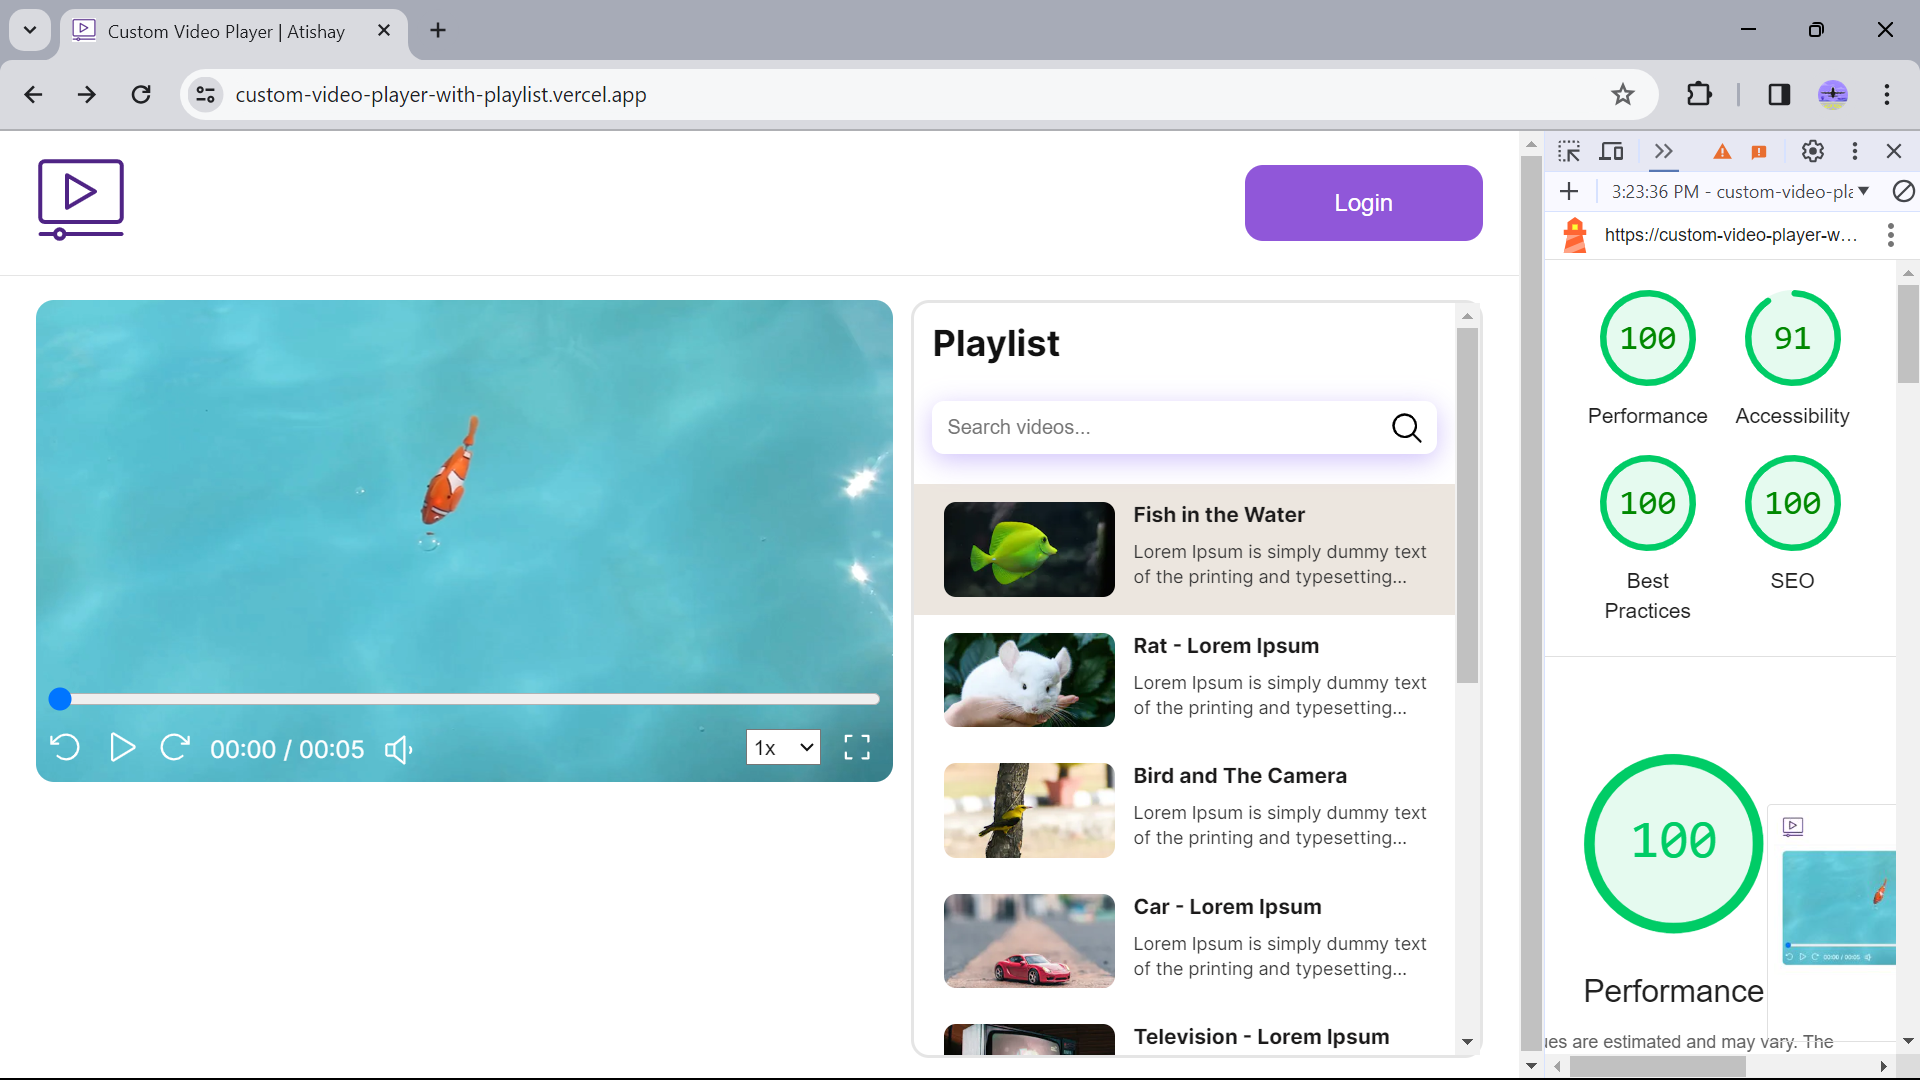 Custom Video Player | Atishay
custom-video-player-with-playlist.vercel.app
Login
Playlist
Search videos...
Fish in the Water
Lorem Ipsum is simply dummy text
of the printing and typesetting...
Rat - Lorem Ipsum
Lorem Ipsum is simply dummy text
of the printing and typesetting...
Bird and The Camera
Lorem Ipsum is simply dummy text
of the printing and typesetting...
Car - Lorem Ipsum
Lorem Ipsum is simply dummy text
of the printing and typesetting...
Television - Lorem Ipsum
00:00 / 00:05
1x
3:23:36 PM - custom-video-pla
https://custom-video-player-w...
100
91
Performance
Accessibility
100
100
Best
Practices
SEO
100
Performance
00:00 / 00:05
ues are estimated and may vary. The